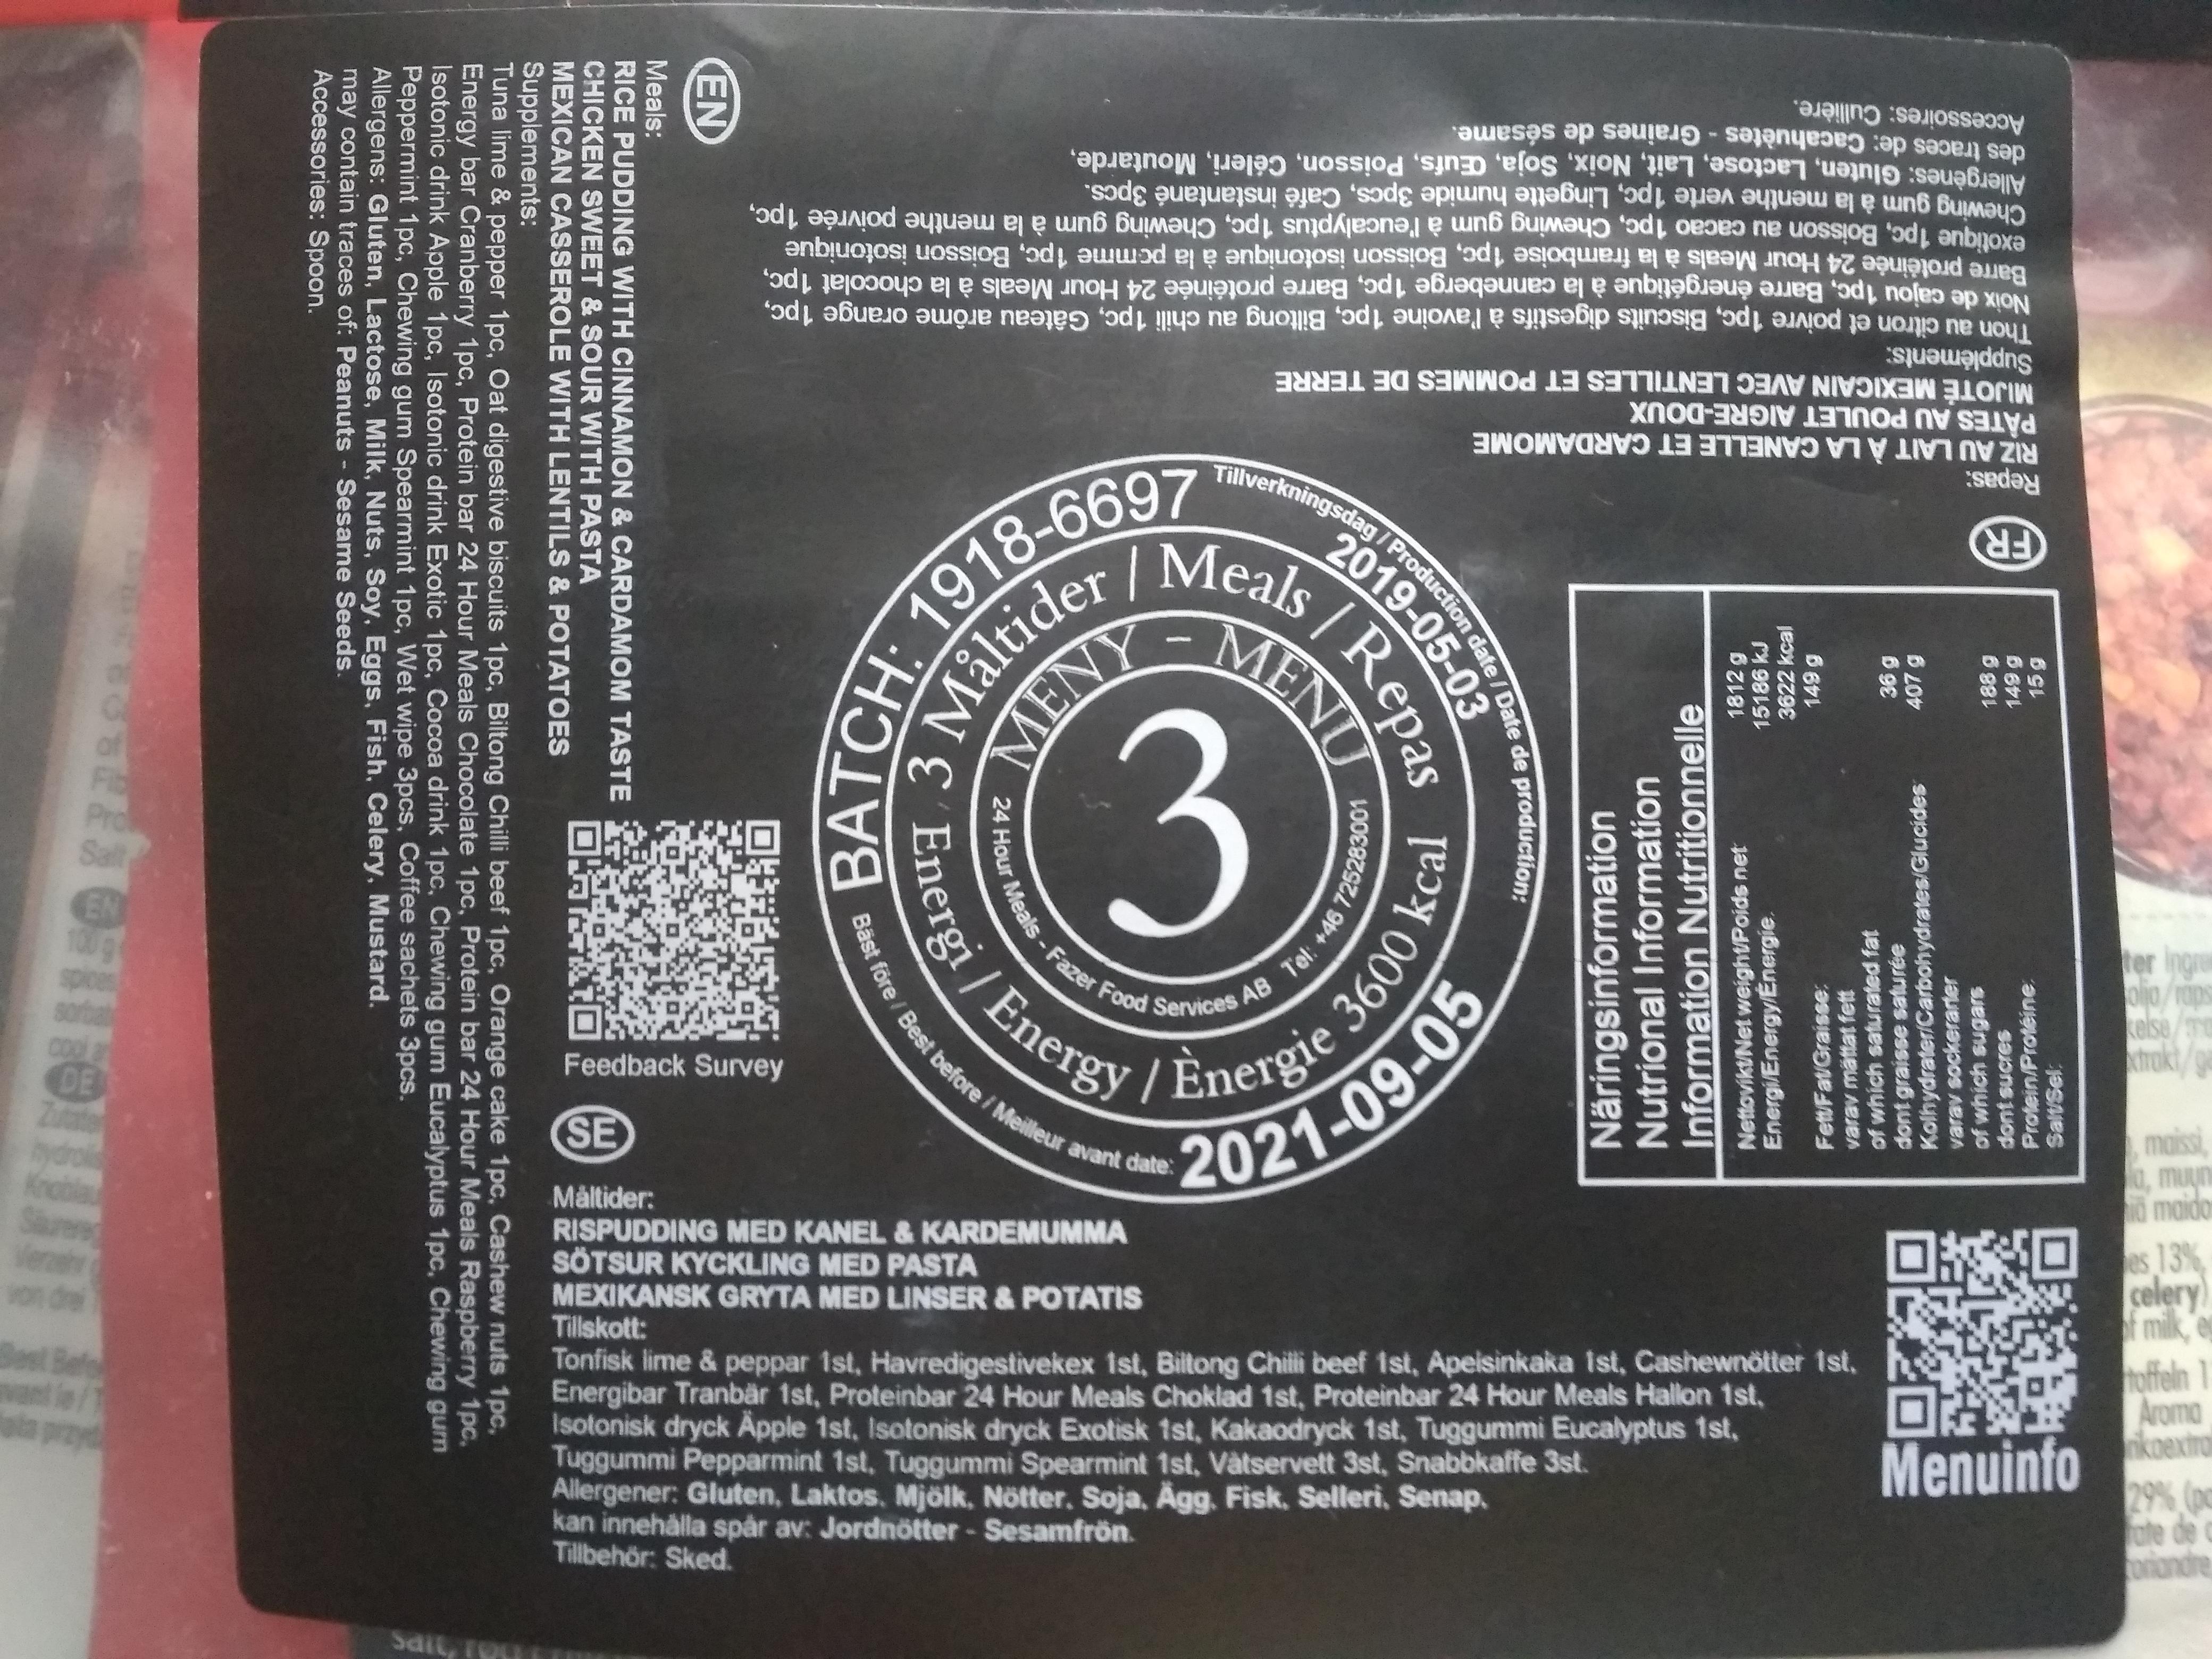 EN
Meals:
RICE PUDDING WITH CINNAMON & CARDAMOM TASTE
CHICKEN SWEET & SOUR WITH PASTA
MEXICAN CASSEROLE WITH LENTILS & POTATOES
Supplements:
Tuna lime & pepper 1pc, Oat digestive biscuits 1pc, Biltong Chilli beef 1pc, Orange cake 1pc, Cashew nuts 1pc,
Energy bar Cranberry 1pc, Protein bar 24 Hour Meals Chocolate 1pc, Protein bar 24 Hour Meals Raspberry 1pc,
Isotonic drink Apple 1pc, Isotonic drink Exotic 1pc, Cocoa drink 1pc, Chewing gum Eucalyptus 1pc, Chewing gum
Peppermint 1pc, Chewing gum Spearmint 1pc, Wet wipe 3pcs, Coffee sachets 3pcs.
Allergens: Gluten, Lactose, Milk, Nuts, Soy, Eggs, Fish, Celery, Mustard.
may contain traces of: Peanuts - Sesame Seeds.
Accessories: Spoon.
Feedback Survey
FR
Repas:
RIZ AU LAIT À LA CANELLE ET CARDAMOME
PÂTES AU POULET AIGRE-DOUX
MIJOTÉ MEXICAIN AVEC LENTILLES ET POMMES DE TERRE
Suppléments:
Thon au citron et poivre 1pc, Biscuits digestifs à l'avoine 1pc, Biltong au chili 1pc, Gâteau arôme orange 1pc,
Noix de cajou 1pc, Barre énergétique à la canneberge 1pc, Barre protéinée 24 Hour Meals à la chocolat 1pc,
Barre protéinée 24 Hour Meals à la framboise 1pc, Boisson isotonique à la pomme 1pc, Boisson isotonique
exotique 1pc, Boisson au cacao 1pc, Chewing gum à l'eucalyptus 1pc, Chewing gum à la menthe poivrée 1pc,
Chewing gum à la menthe verte 1pc, Lingette humide 3pcs, Café instantané 3pcs.
Allergènes: Gluten, Lactose, Lait, Noix, Soja, Œufs, Poisson, Céleri, Moutarde,
des traces de: Cacahuètes - Graines de sésame.
Accessoires: Cuillère.
BATCH: 1918-6697
Tillverkningsdag / Production date / Date de production::
2019-05-03
Bäst före / Best before / Meilleur avant date:
2021-09-05
3 Måltider / Meals / Repas
Energi / Energy / Ènergie 3600 kcal
MENY - MENU
24 Hour Meals - Fazer Food Services AB Tel: +46 725283001
3
Näringsinformation
Nutrional Information
Information Nutritionnelle
Nettovikt/Net weight/Poids net: 1812 g
Energi/Energy/Énergie: 15186 kJ
3622 kcal
Fett/Fat/Graisse: 149 g
varav mättat fett
of which saturated fat
dont graisse saturée 36 g
Kolhydrater/Carbohydrates/Glucides: 407 g
varav sockerarter
of which sugars
dont sucres 188 g
Protein/Protéine: 149 g
Salt/Sel: 15 g
SE
Måltider:
RISPUDDING MED KANEL & KARDEMUMMA
SÖTSUR KYCKLING MED PASTA
MEXIKANSK GRYTA MED LINSER & POTATIS
Tillskott:
Tonfisk lime & peppar 1st, Havredigestivekex 1st, Biltong Chilli beef 1st, Apelsinkaka 1st, Cashewnötter 1st,
Energibar Tranbär 1st, Proteinbar 24 Hour Meals Choklad 1st, Proteinbar 24 Hour Meals Hallon 1st,
Isotonisk dryck Äpple 1st, Isotonisk dryck Exotisk 1st, Kakaodryck 1st, Tuggummi Eucalyptus 1st,
Tuggummi Pepparmint 1st, Tuggummi Spearmint 1st, Våtservett 3st, Snabbkaffe 3st.
Allergener: Gluten, Laktos, Mjölk, Nötter, Soja, Ägg, Fisk, Selleri, Senap,
kan innehålla spår av: Jordnötter - Sesamfrön.
Tillbehör: Sked.
Menuinfo